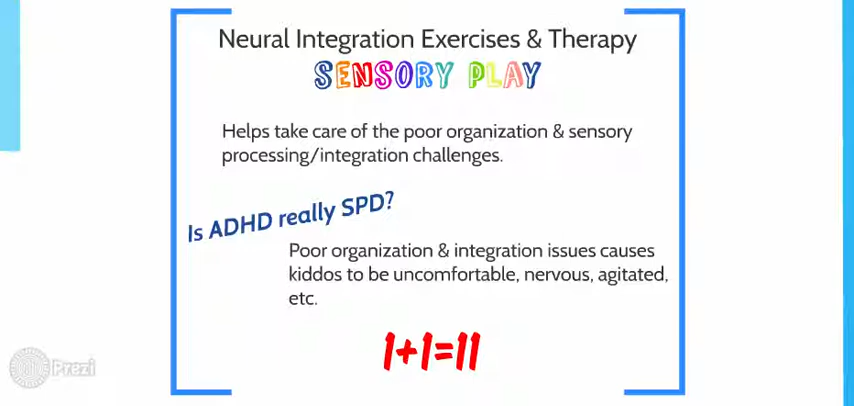 Neural Integration Exercises & Therapy
SENSORY PLAY
Helps take care of the poor organization & sensory
processing/integration challenges.
Is ADHD really SPD?
Poor organization & integration issues causes
kiddos to be uncomfortable, nervous, agitated,
etc.
1+1=11
Prezi